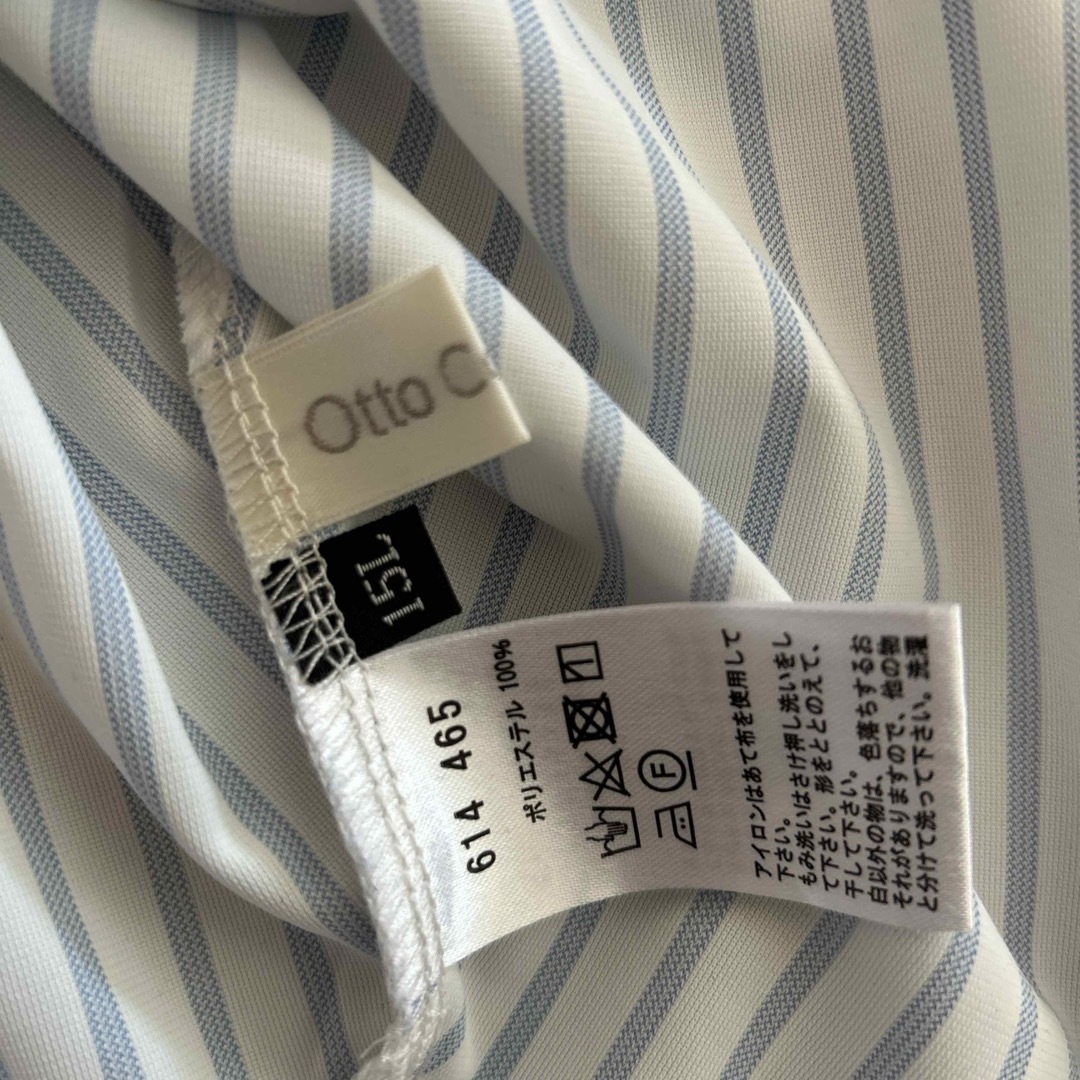 Otto C
15L
614 465
ポリエステル 100%
F
アイロンはあて布を使用して
下さい。
もみ洗いはさけ押し洗いをし
て下さい。形をととのえて、
干して下さい。
白以外の物は、色落ちするお
それがありますので、他の物
と分けて洗って下さい。洗濯